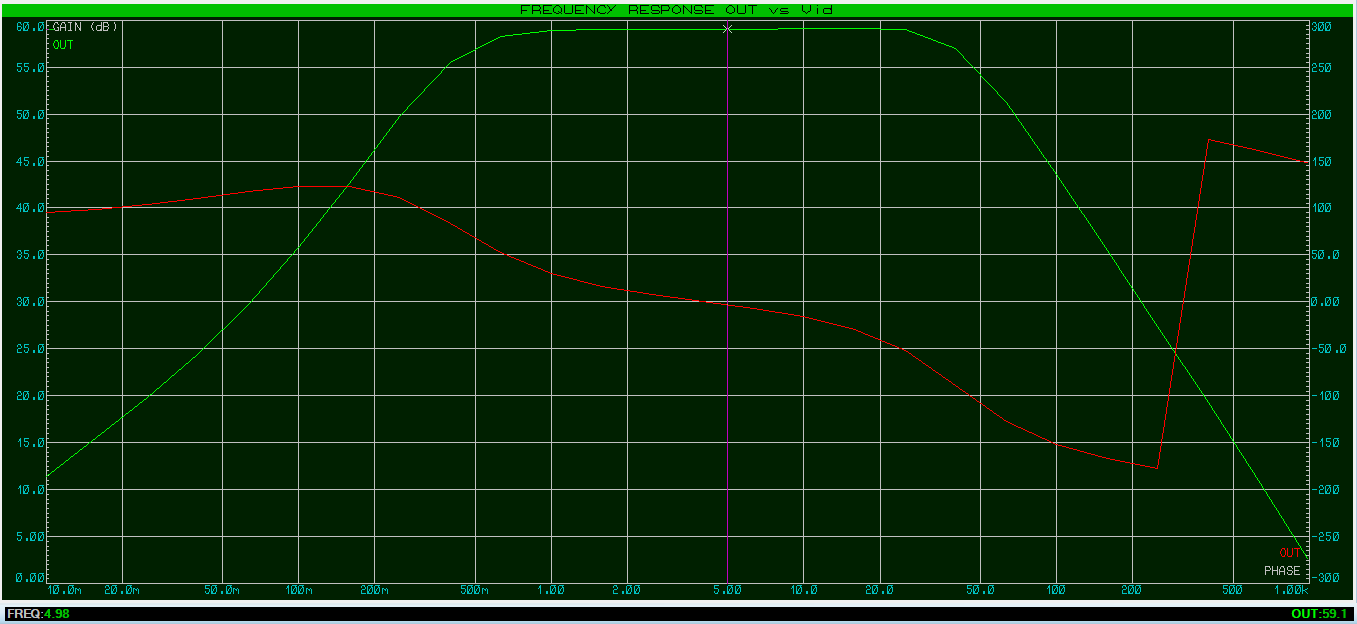 FREQUENCY RESPONSE OUT vs Vid
60.0 GAIN (dB) 300
OUT
55.0 250
50.0 200
45.0 150
40.0 100
35.0 50.0
30.0 0.00
25.0 -50.0
20.0 -100
15.0 -150
10.0 -200
5.00 -250
OUT
PHASE
0.00 -300
10.0m 20.0m 50.0m 100m 200m 500m 1.00 2.00 5.00 10.0 20.0 50.0 100 200 500 1.00k
FREQ:4.98 OUT:59.1